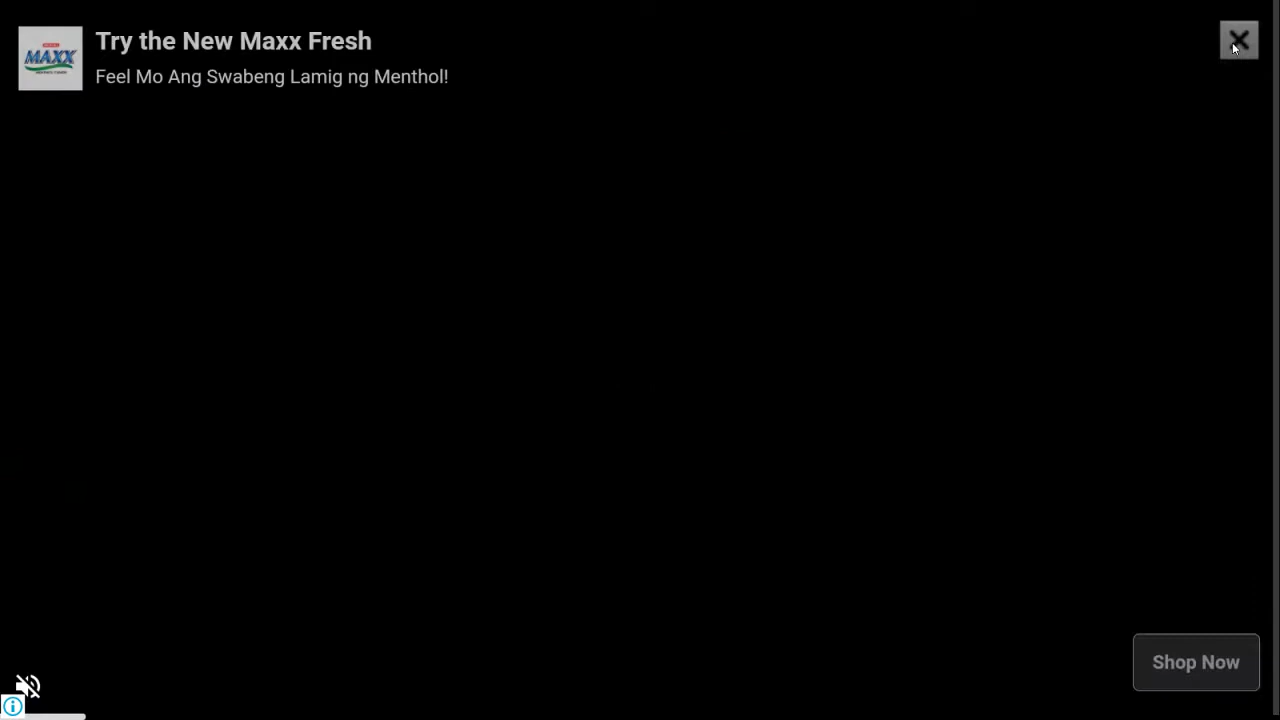 MAXX
Try the New Maxx Fresh
Feel Mo Ang Swabeng Lamig ng Menthol!
Shop Now